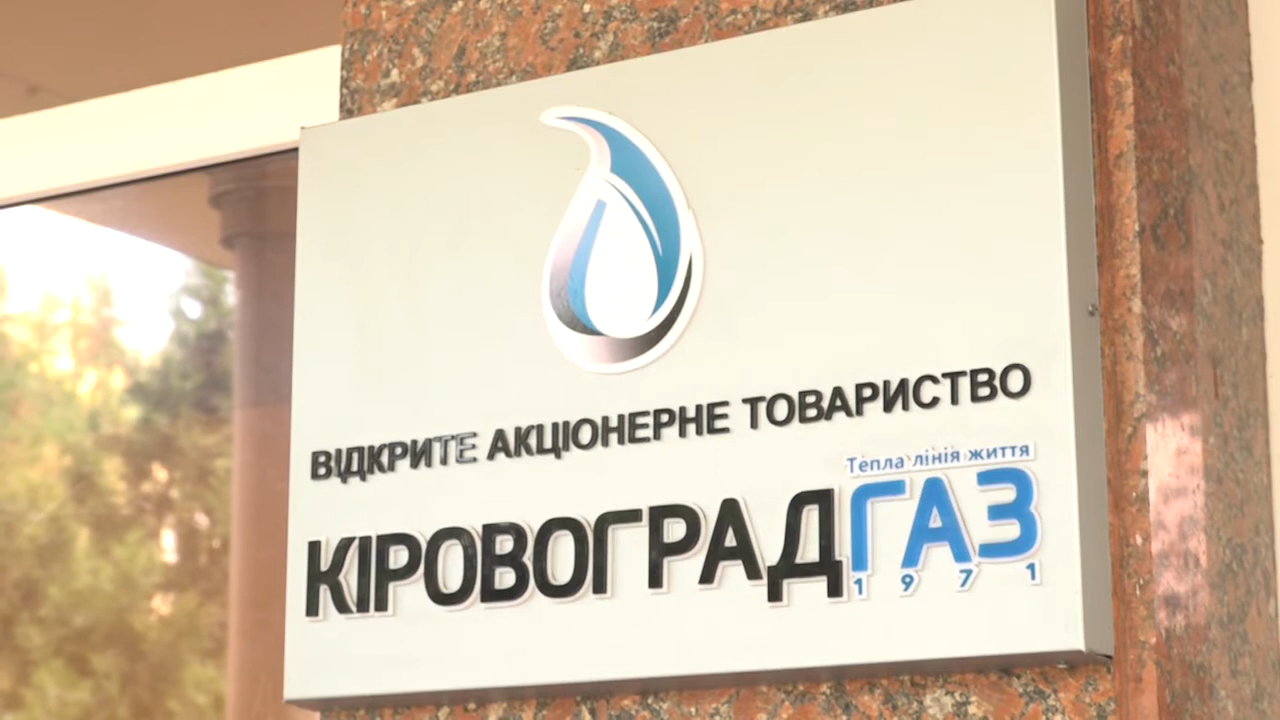 ВІДКРИТЕ АКЦІОНЕРНЕ ТОВАРИСТВО
Тепла лінія життя
КІРОВОГРАДГАЗ
1971